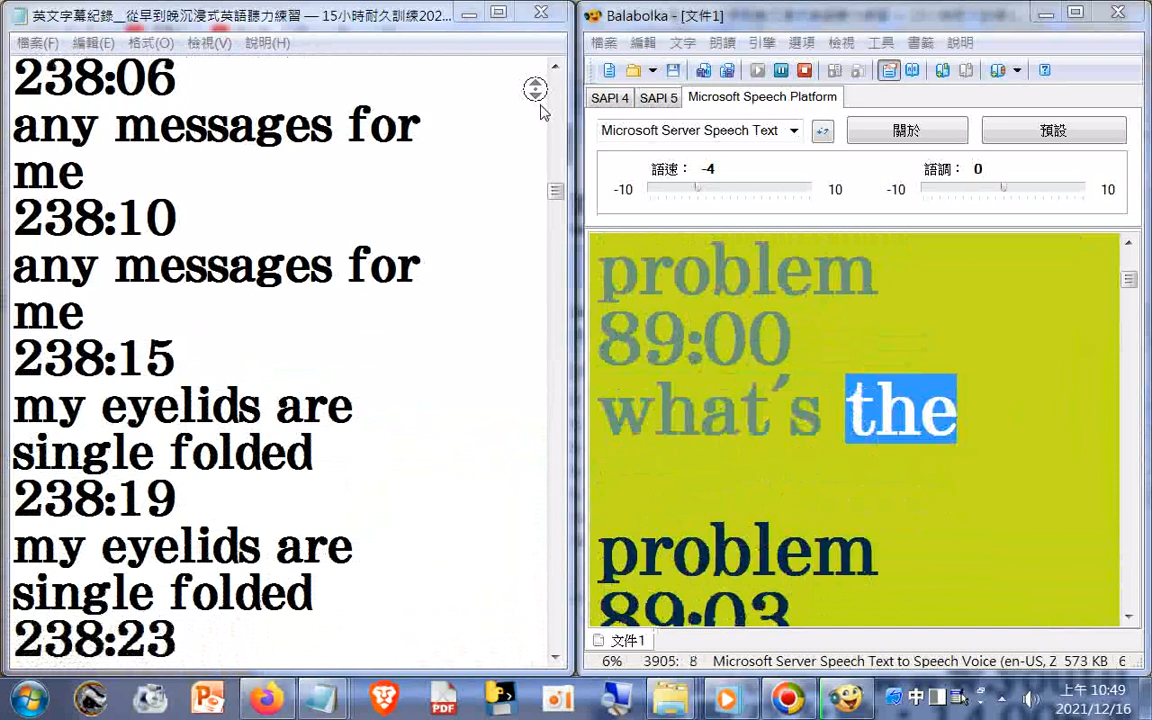 英文字幕紀錄__從早到晚沉浸式英語聽力練習 — 15小時耐久訓練202...
檔案(F) 編輯(E) 格式(O) 檢視(V) 說明(H)
238:06
any messages for
me
238:10
any messages for
me
238:15
my eyelids are
single folded
238:19
my eyelids are
single folded
238:23
Balabolka - [文件1]
檔案 編輯 文字 朗讀 引擎 選項 檢視 工具 書籤 說明
SAPI 4 SAPI 5 Microsoft Speech Platform
Microsoft Server Speech Text 關於 預設
語速： -4 語調： 0
-10 10 -10 10
problem
89:00
what's the
problem
89:03
文件1
6% 3905: 8 Microsoft Server Speech Text to Speech Voice (en-US, Z 573 KB 6
PDF 中 上午 10:49
2021/12/16